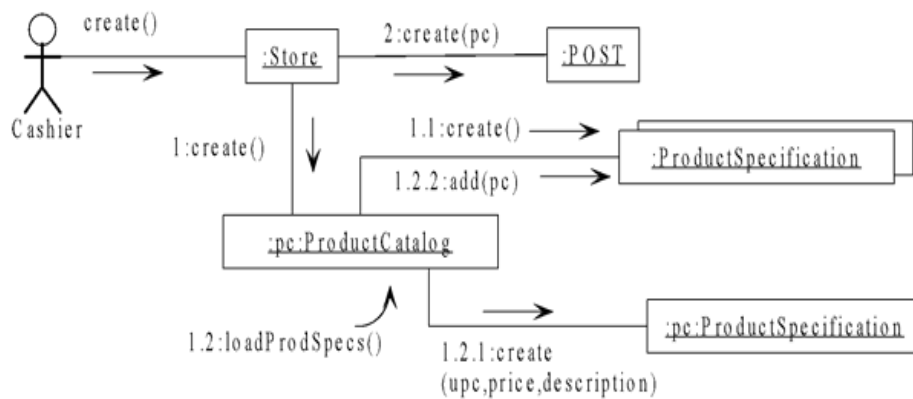 create()
2:create(pc)
:Store
:POST
Cashier
1:create()
1.1:create()
:ProductSpecification
1.2.2:add(pc)
:pc:ProductCatalog
1.2:loadProdSpecs()
:pc:ProductSpecification
1.2.1:create
(upc,price,description)